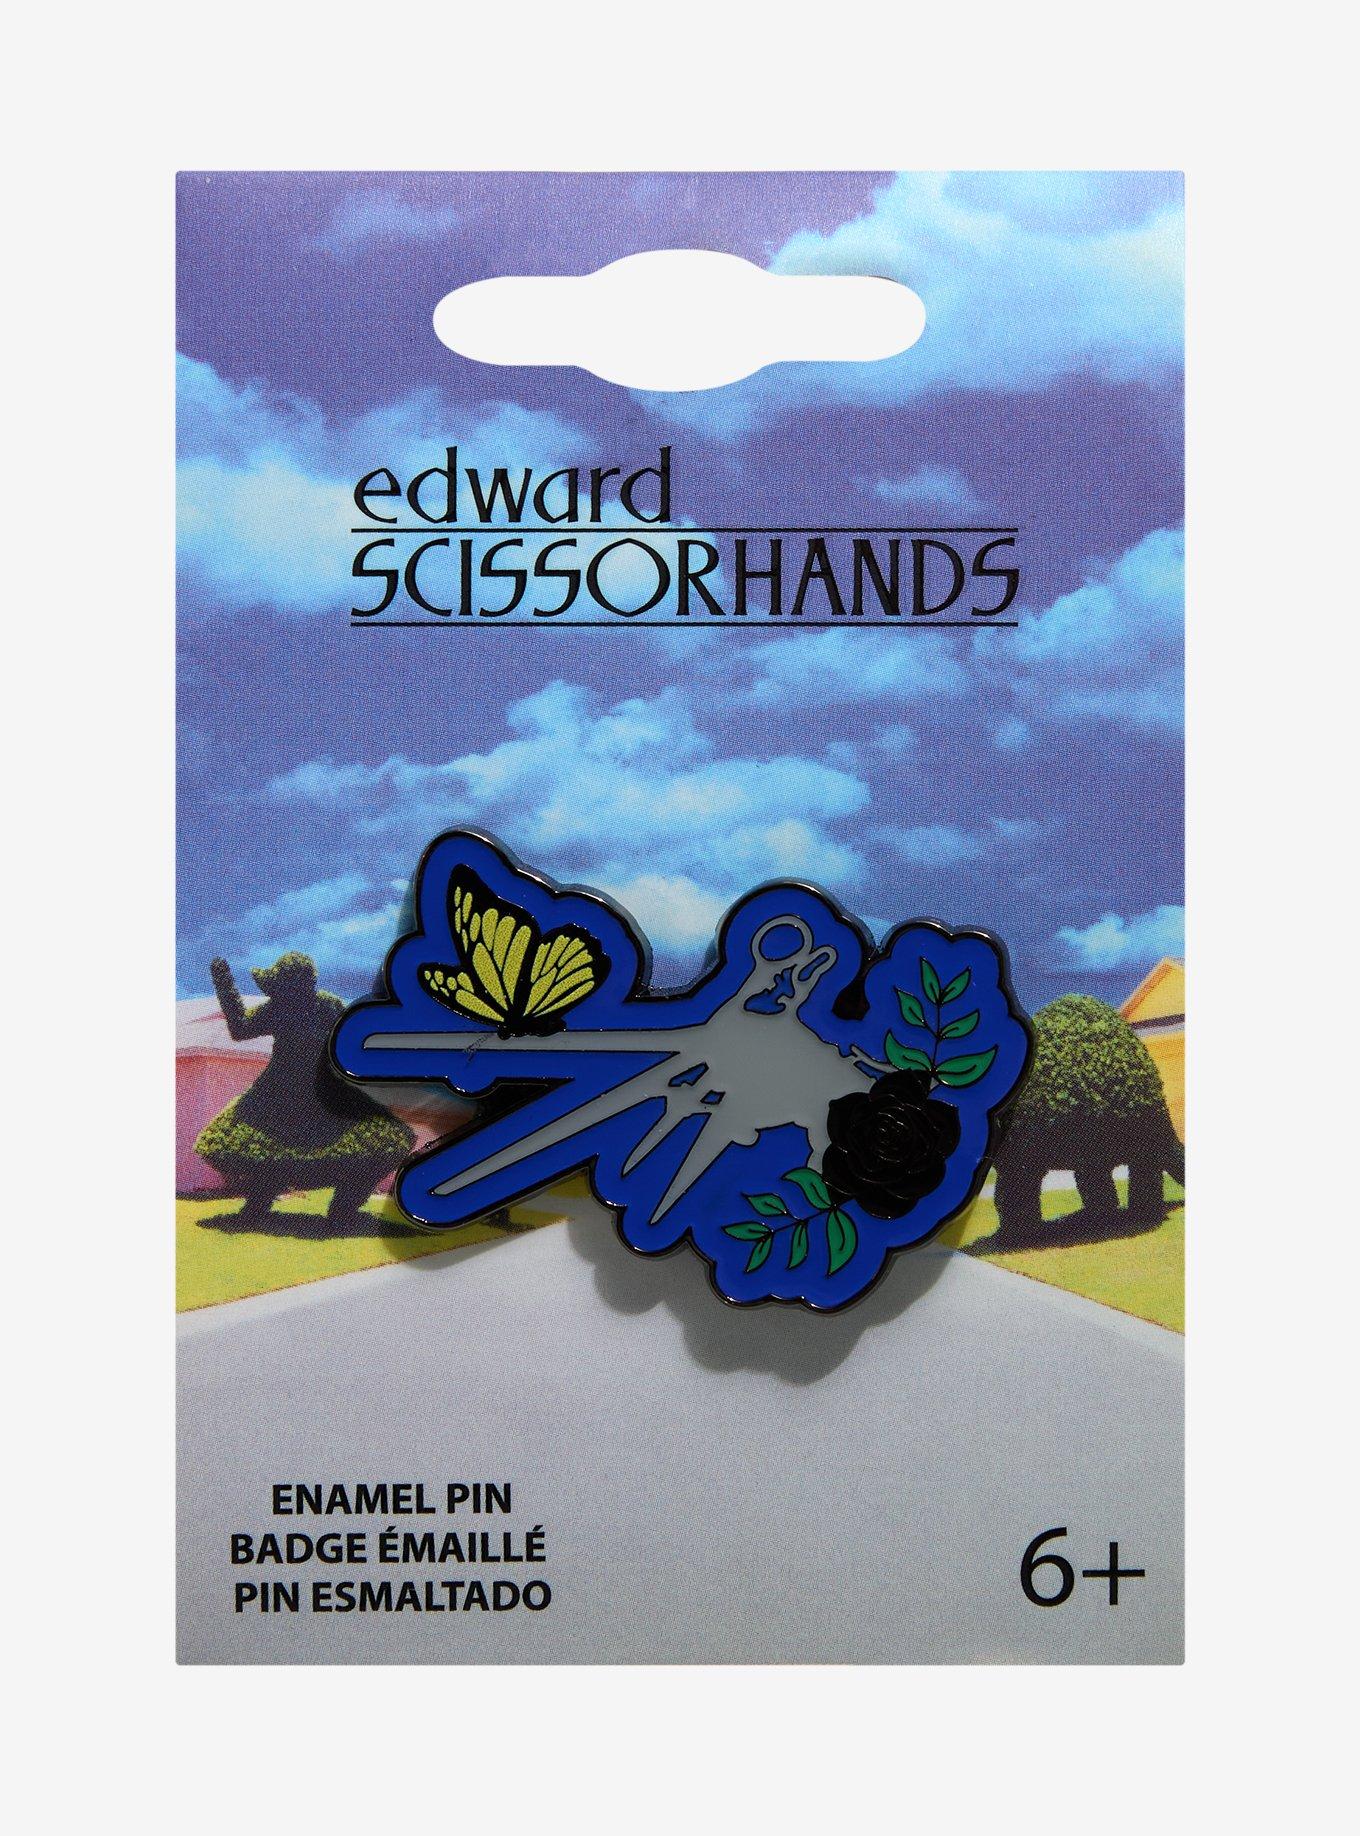 edward
SCISSORHANDS
ENAMEL PIN
BADGE ÉMAILLÉ
PIN ESMALTADO
6+